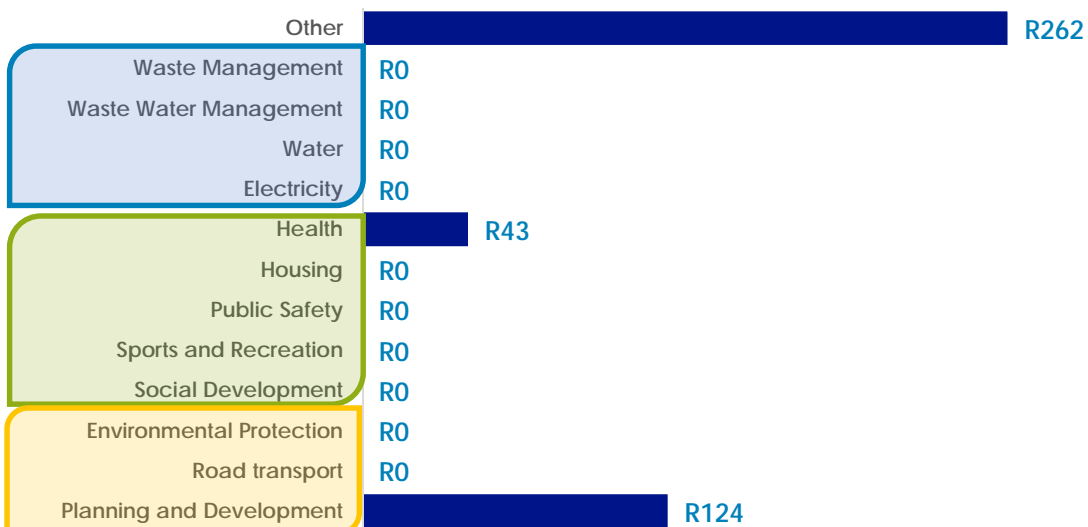 Other R262
Waste Management R0
Waste Water Management R0
Water R0
Electricity R0
Health R43
Housing R0
Public Safety R0
Sports and Recreation R0
Social Development R0
Environmental Protection R0
Road transport R0
Planning and Development R124